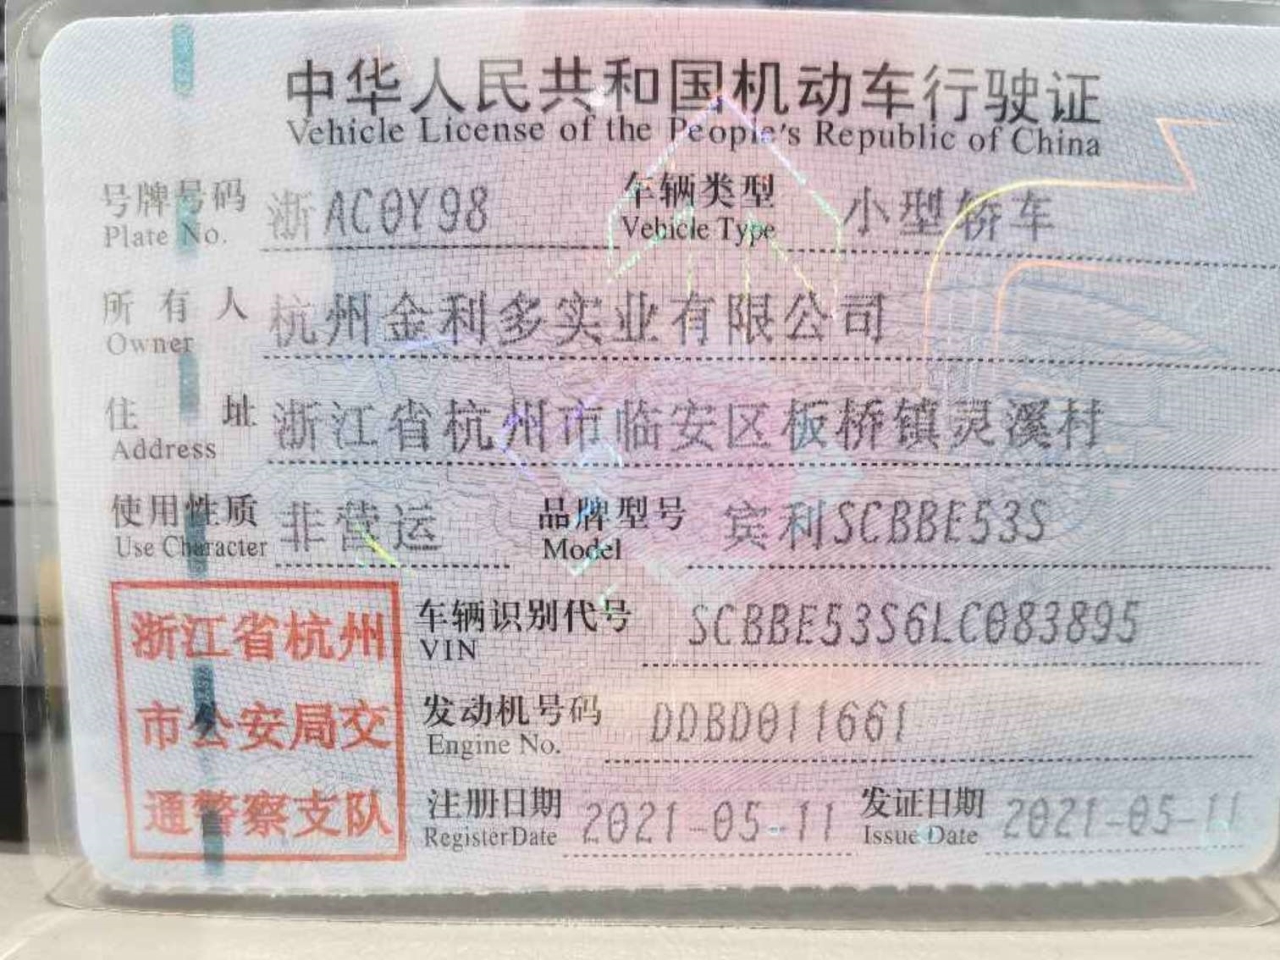 中华人民共和国机动车行驶证
Vehicle License of the People's Republic of China
号牌号码 浙AC0Y98 车辆类型 小型轿车
Plate No. Vehicle Type
所有人 杭州金利多实业有限公司
Owner
住址 浙江省杭州市临安区板桥镇灵溪村
Address
使用性质 非营运 品牌型号 宾利SCBBE53S
Use Character Model
浙江省杭州
市公安局交
通警察支队
车辆识别代号 SCBBE53S6LC083895
VIN
发动机号码 DDBD011661
Engine No.
注册日期 2021-05-11 发证日期 2021-05-11
Register Date Issue Date